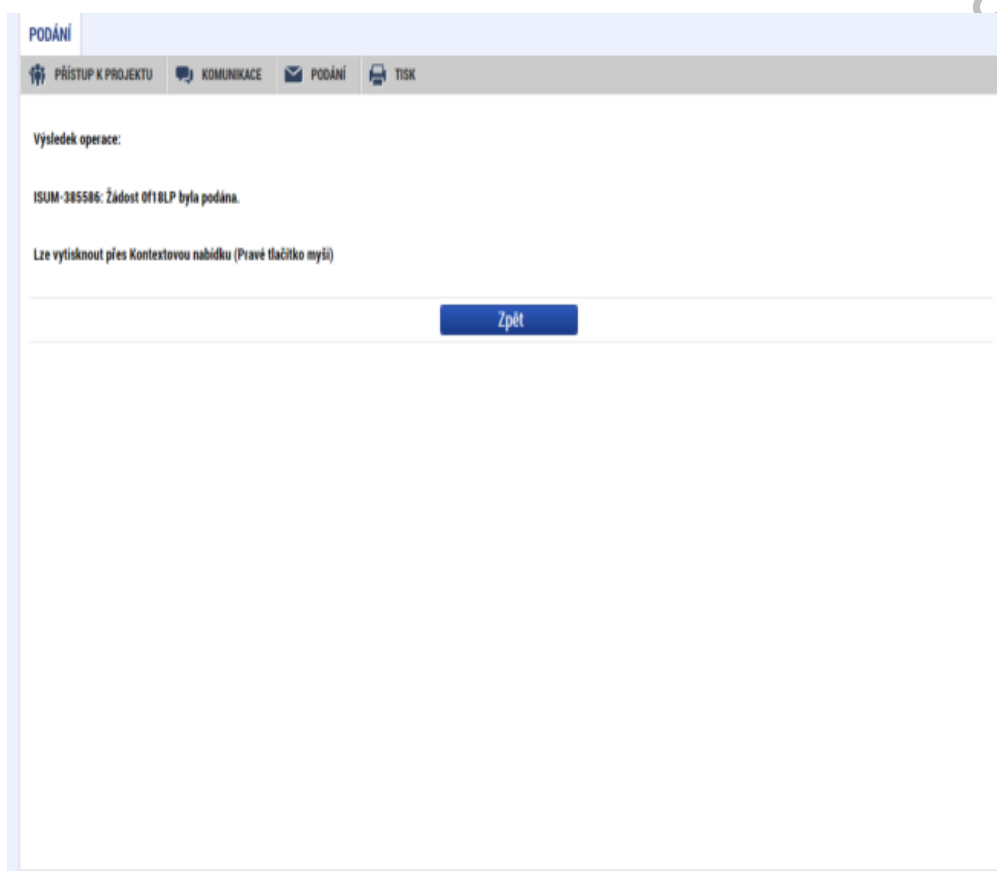 PODÁNÍ
PŘÍSTUP K PROJEKTU KOMUNIKACE PODÁNÍ TISK
Výsledek operace:
ISUM-385586: Žádost 0f18LP byla podána.
Lze vytisknout přes Kontextovou nabídku (Pravé tlačítko myši)
Zpět